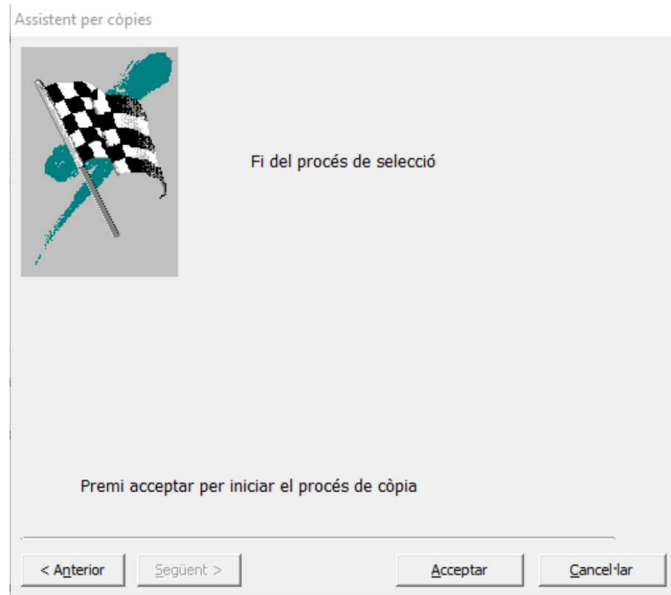 Assistent per còpies
Fi del procés de selecció
Premi acceptar per iniciar el procés de còpia
< Anterior
Següent >
Acceptar
Cancel·lar